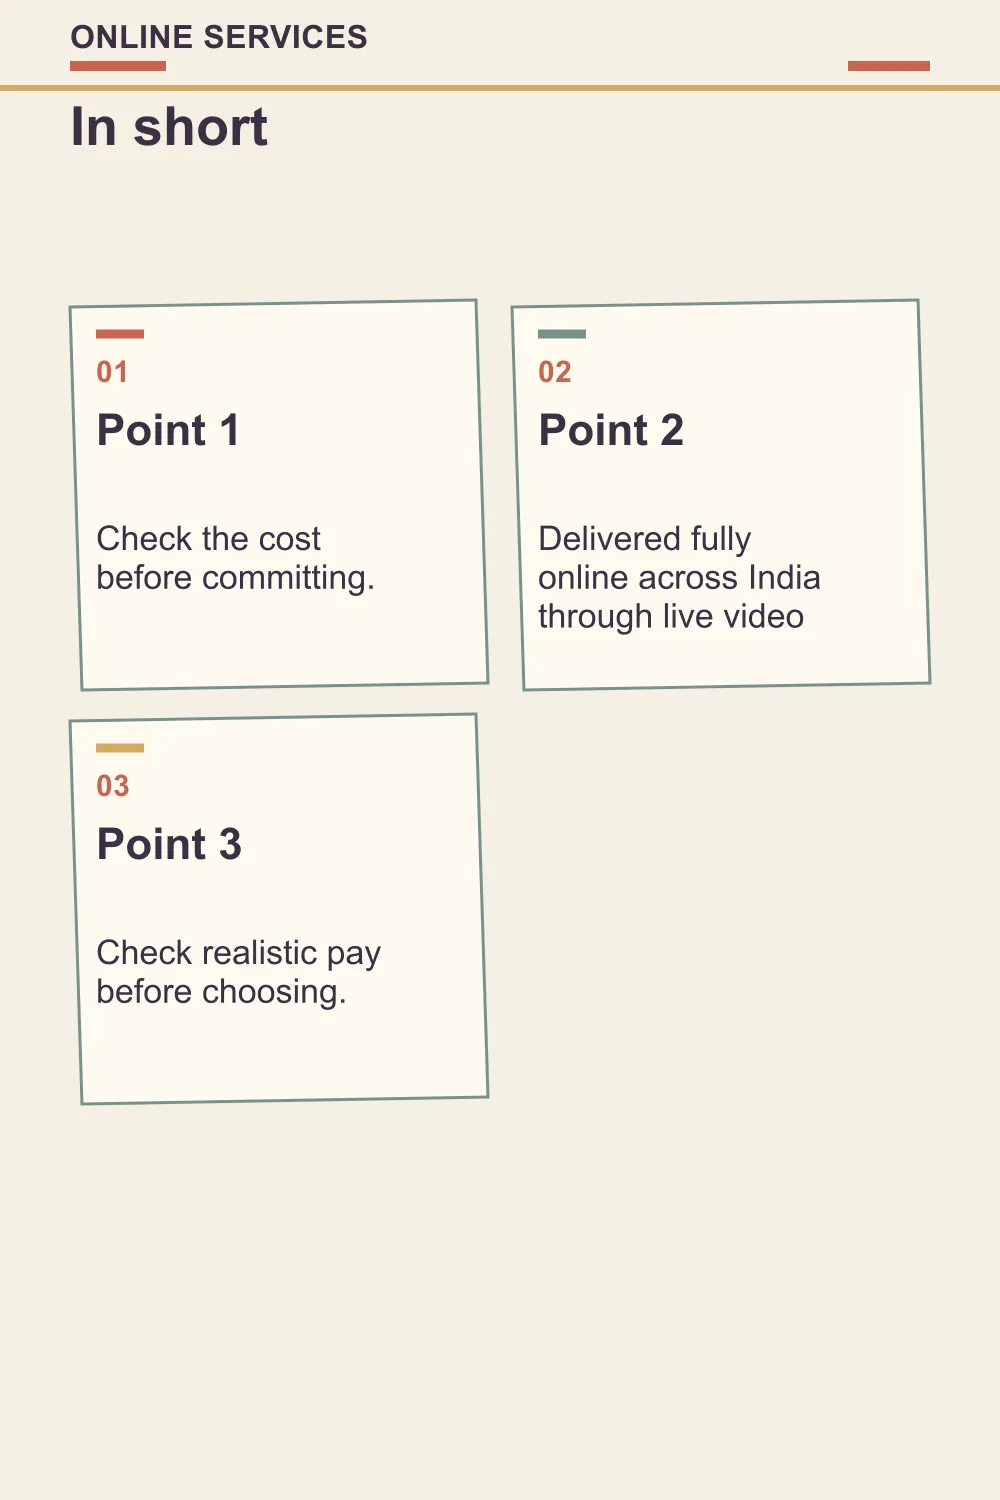 ONLINE SERVICES
In short
01
Point 1
Check the cost
before committing.
02
Point 2
Delivered fully
online across India
through live video
03
Point 3
Check realistic pay
before choosing.